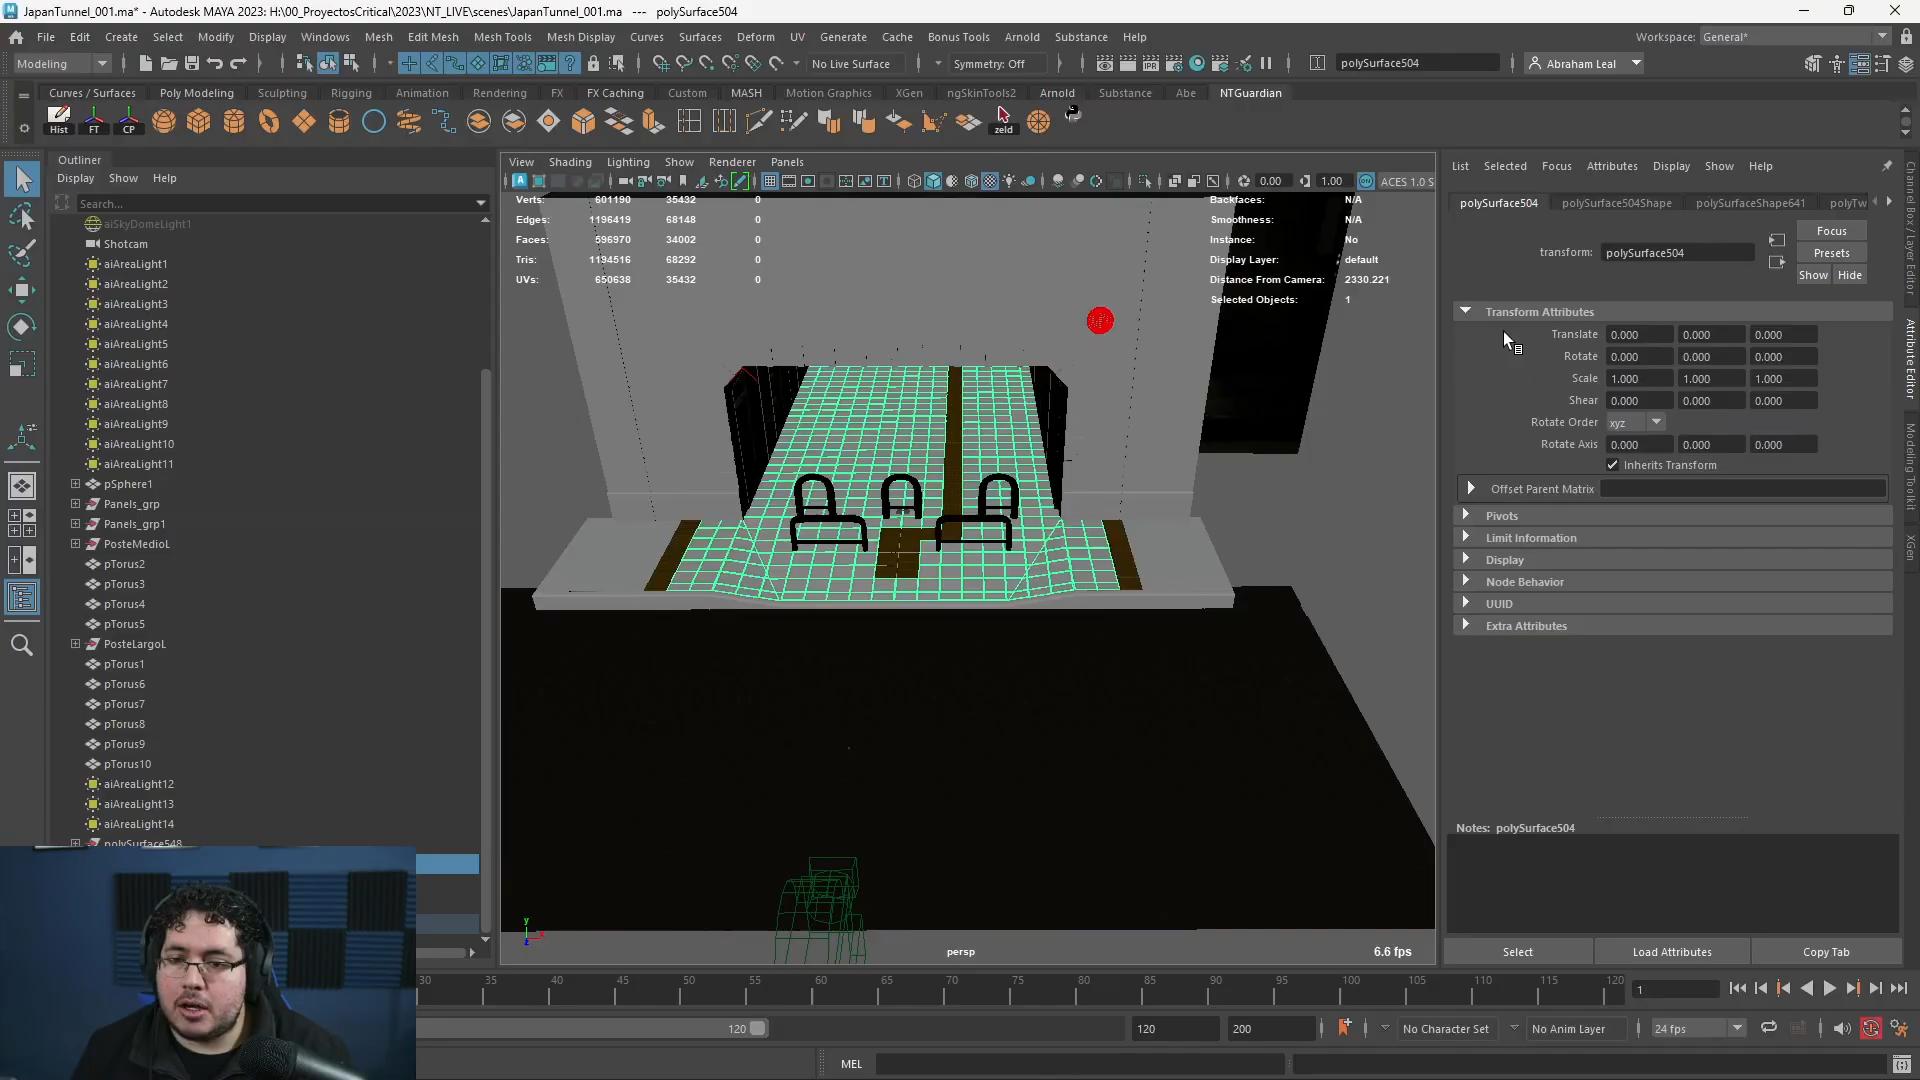 JapanTunnel_001.ma* - Autodesk MAYA 2023: H:\00_ProyectosCritical\2023\NT_LIVE\scenes\JapanTunnel_001.ma   ---   polySurface504
File Edit Create Select Modify Display Windows Mesh Edit Mesh Mesh Tools Mesh Display Curves Surfaces Deform UV Generate Cache Bonus Tools Arnold Substance Help
Workspace: General*
Modeling
No Live Surface
Symmetry: Off
polySurface504
Abraham Leal
Curves / Surfaces Poly Modeling Sculpting Rigging Animation Rendering FX FX Caching Custom MASH Motion Graphics XGen ngSkinTools2 Arnold Substance Abe NTGuardian
Hist FT CP zeld
Outliner
Display Show Help
Search...
aiSkyDomeLight1
Shotcam
aiAreaLight1
aiAreaLight2
aiAreaLight3
aiAreaLight4
aiAreaLight5
aiAreaLight6
aiAreaLight7
aiAreaLight8
aiAreaLight9
aiAreaLight10
aiAreaLight11
pSphere1
Panels_grp
Panels_grp1
PosteMedioL
pTorus2
pTorus3
pTorus4
pTorus5
PosteLargoL
pTorus1
pTorus6
pTorus7
pTorus8
pTorus9
pTorus10
aiAreaLight12
aiAreaLight13
aiAreaLight14
polySurface548
View Shading Lighting Show Renderer Panels
0.00 1.00 ACES 1.0 S
Verts: 601190 35432 0
Edges: 1196419 68148 0
Faces: 596970 34002 0
Tris: 1194516 68292 0
UVs: 650638 35432 0
Backfaces: N/A
Smoothness: N/A
Instance: No
Display Layer: default
Distance From Camera: 2330.221
Selected Objects: 1
y
persp
6.6 fps
List Selected Focus Attributes Display Show Help
polySurface504 polySurface504Shape polySurfaceShape641 polyTw
Focus
transform: polySurface504
Presets
Show Hide
Transform Attributes
Translate 0.000 0.000 0.000
Rotate 0.000 0.000 0.000
Scale 1.000 1.000 1.000
Shear 0.000 0.000 0.000
Rotate Order xyz
Rotate Axis 0.000 0.000 0.000
Inherits Transform
Offset Parent Matrix
Pivots
Limit Information
Display
Node Behavior
UUID
Extra Attributes
Notes: polySurface504
Select Load Attributes Copy Tab
Channel Box / Layer Editor
Attribute Editor
Modeling Toolkit
XGen
30 35 40 45 50 55 60 65 70 75 80 85 90 95 100 105 110 115 120
1
120
120
200
No Character Set
No Anim Layer
24 fps
MEL